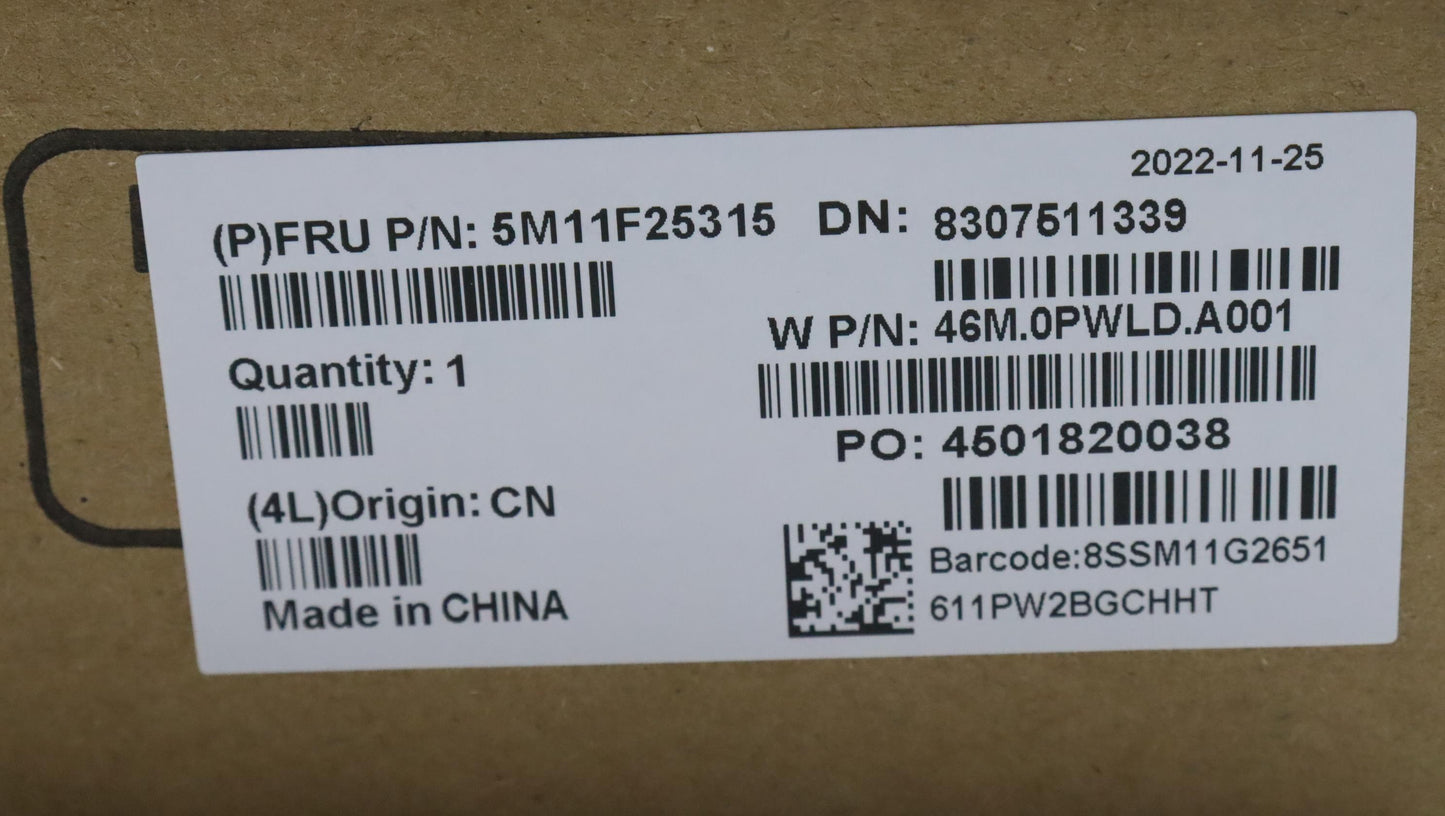 2022-11-25
(P)FRU P/N: 5M11F25315 DN: 8307511339
W P/N: 46M.0PWLD.A001
Quantity: 1
PO: 4501820038
(4L)Origin: CN
Barcode:8SSM11G2651
Made in CHINA
611PW2BGCHHT